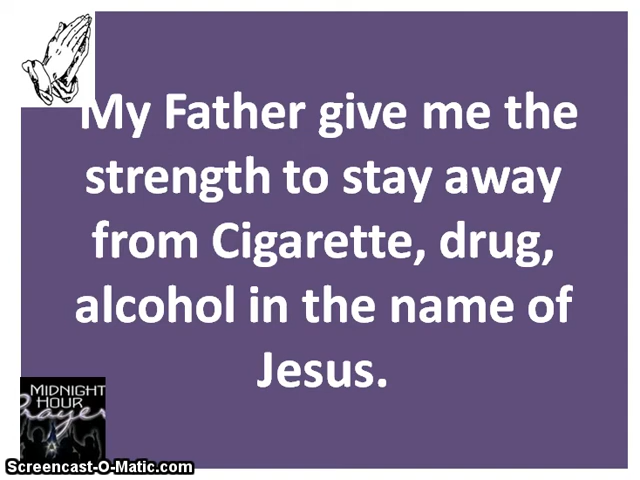 My Father give me the
strength to stay away
from Cigarette, drug,
alcohol in the name of
Jesus.
MIDNIGHT
HOUR
Prayer
Screencast-O-Matic.com